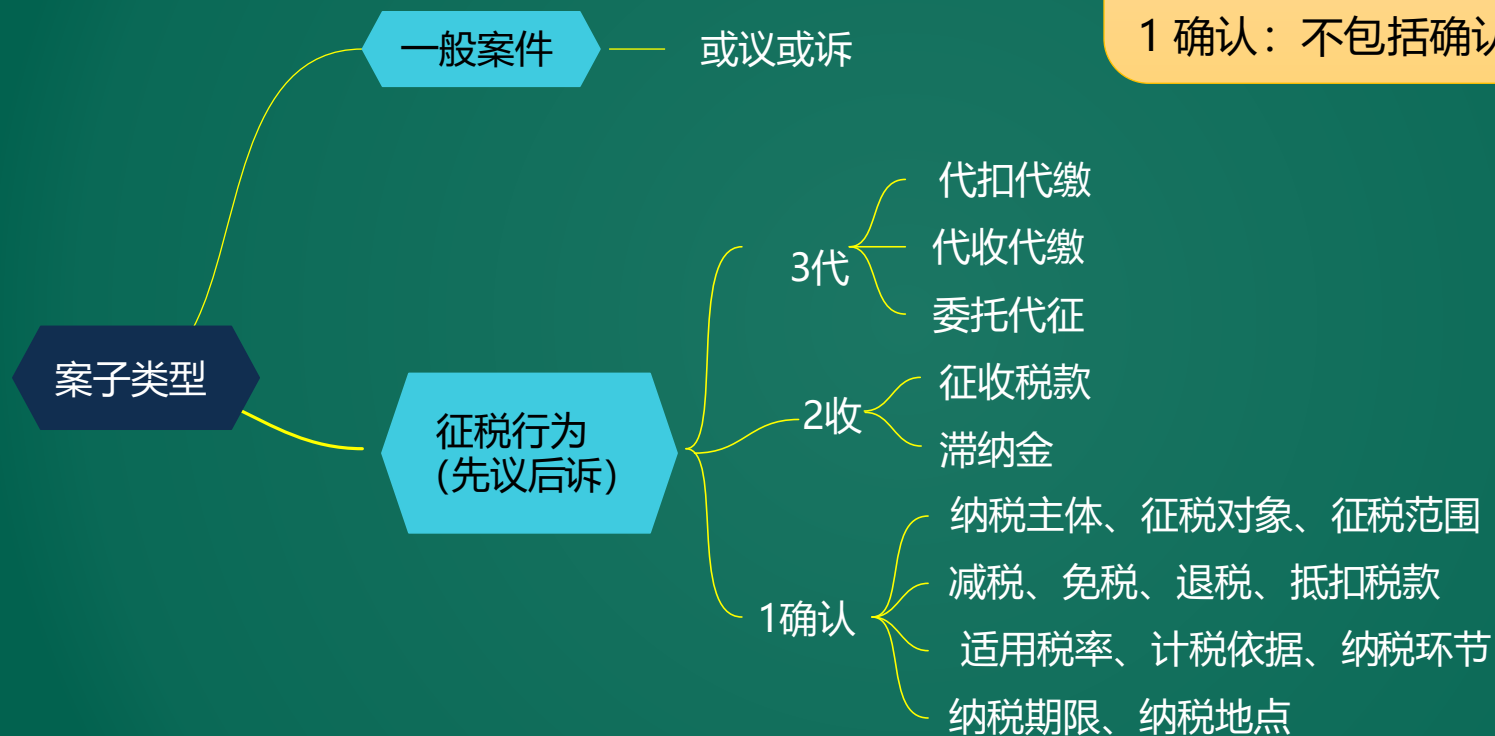 一般案件
或议或诉
1 确认：不包括确
代扣代缴
代收代缴
3代
委托代征
案子类型
征税行为
(先议后诉)
2收
征收税款
滞纳金
纳税主体、征税对象、征税范围
减税、免税、退税、抵扣税款
1确认
适用税率、计税依据、纳税环节
纳税期限、纳税地点